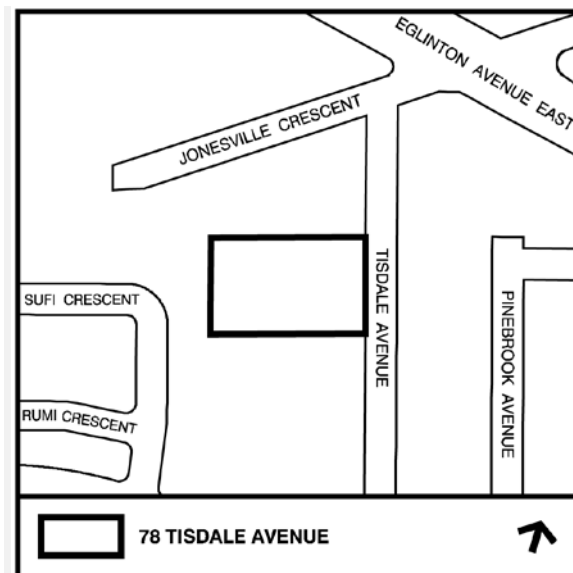 EGLINTON AVENUE EAST
JONESVILLE CRESCENT
TISDALE AVENUE
SUFI CRESCENT
PINEBROOK AVENUE
RUMI CRESCENT
78 TISDALE AVENUE